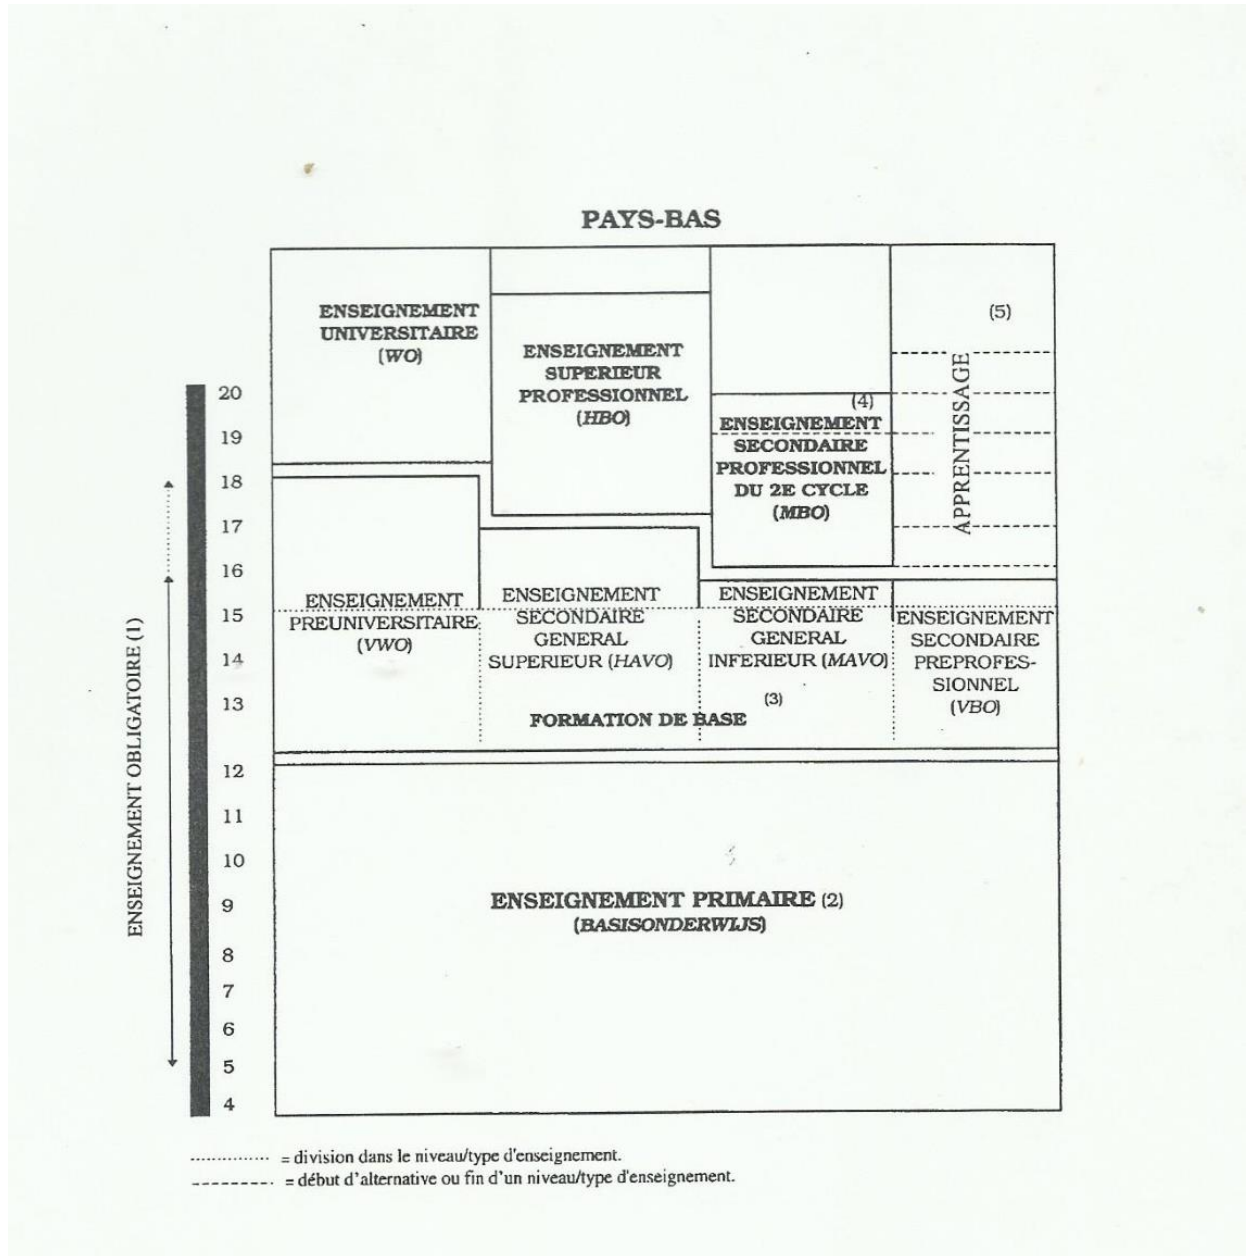 PAYS-BAS
ENSEIGNEMENT
UNIVERSITAIRE
(WO)
ENSEIGNEMENT
SUPERIEUR
PROFESSIONNEL
(HBO)
(4)
ENSEIGNEMENT
SECONDAIRE
PROFESSIONNEL
DU 2E CYCLE
(MBO)
(5)
APPRENTISSAGE
20
19
18
17
16
15
14
13
12
11
10
9
8
7
6
5
4
ENSEIGNEMENT OBLIGATOIRE (1)
ENSEIGNEMENT
PREUNIVERSITAIRE
(VWO)
ENSEIGNEMENT
SECONDAIRE
GENERAL
SUPERIEUR (HAVO)
ENSEIGNEMENT
SECONDAIRE
GENERAL
INFERIEUR (MAVO)
(3)
ENSEIGNEMENT
SECONDAIRE
PREPROFES-
SIONNEL
(VBO)
FORMATION DE BASE
ENSEIGNEMENT PRIMAIRE (2)
(BASISONDERWIJS)
= division dans le niveau/type d'enseignement.
= début d'alternative ou fin d'un niveau/type d'enseignement.